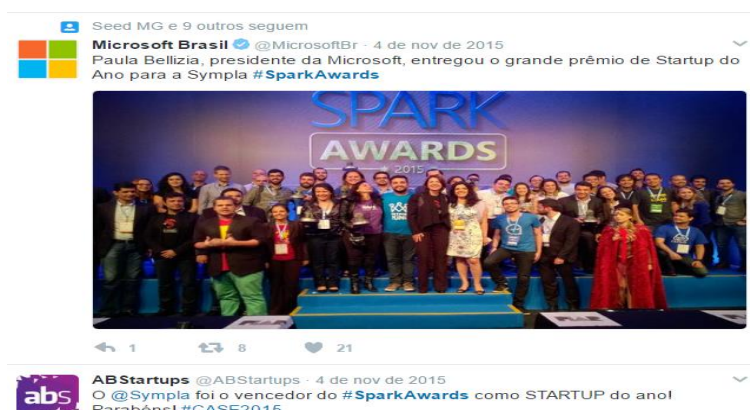 Seed MG e 9 outros seguem
Microsoft Brasil @MicrosoftBr · 4 de nov de 2015
Paula Bellizia, presidente da Microsoft, entregou o grande prêmio de Startup do
Ano para a Sympla #SparkAwards
SPARK
AWARDS
2015
1 8 21
abs
ABStartups @ABStartups · 4 de nov de 2015
O @Sympla foi o vencedor do #SparkAwards como STARTUP do ano!
Parabéns! #CASE2015